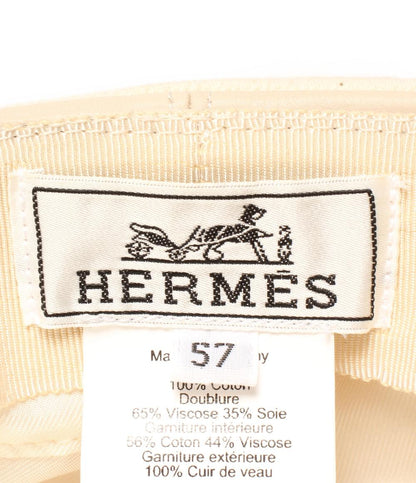 HERMÈS
57
100% Coton
Doublure
65% Viscose 35% Soie
Garniture intérieure
56% Coton 44% Viscose
Garniture extérieure
100% Cuir de veau